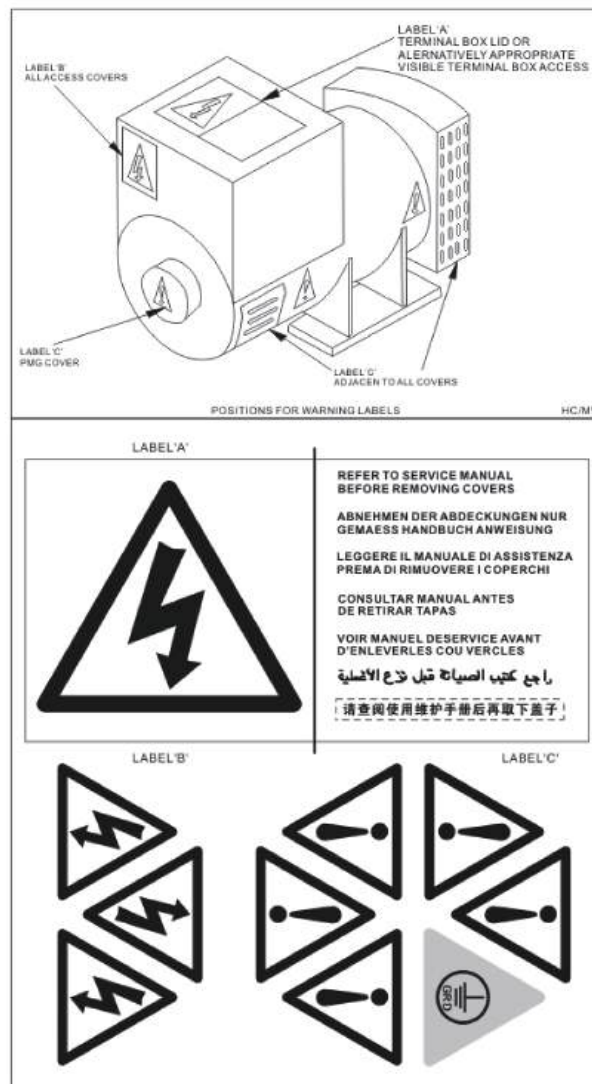 LABEL'A'
TERMINAL BOX LID OR
ALERNATIVELY APPROPRIATE
VISIBLE TERMINAL BOX ACCESS
LABEL'B'
ALL ACCESS COVERS
LABEL'C'
PMG COVER
LABEL'C'
ADJACEN TO ALL COVERS
POSITIONS FOR WARNING LABELS
LABEL'A'
REFER TO SERVICE MANUAL
BEFORE REMOVING COVERS
ABNEHMEN DER ABDECKUNGEN NUR
GEMAESS HANDBUCH ANWEISUNG
LEGGERE IL MANUALE DI ASSISTENZA
PREMA DI RIMUOVERE I COPERCHI
CONSULTAR MANUAL ANTES
DE RETIRAR TAPAS
VOIR MANUEL DESERVICE AVANT
D'ENLEVERLES COU VERCLES
راجع كتيب الصيانة قبل نزع الأغطية
请查阅使用维护手册后再取下盖子
LABEL'B'
LABEL'C'
GRD